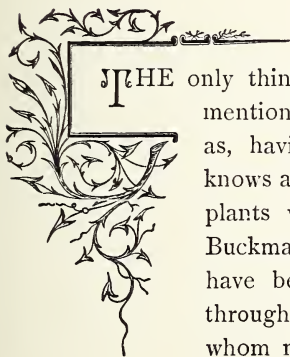 THE only thin
mention
as, havi
knows a
plants v
Buckma
have be
through
whom